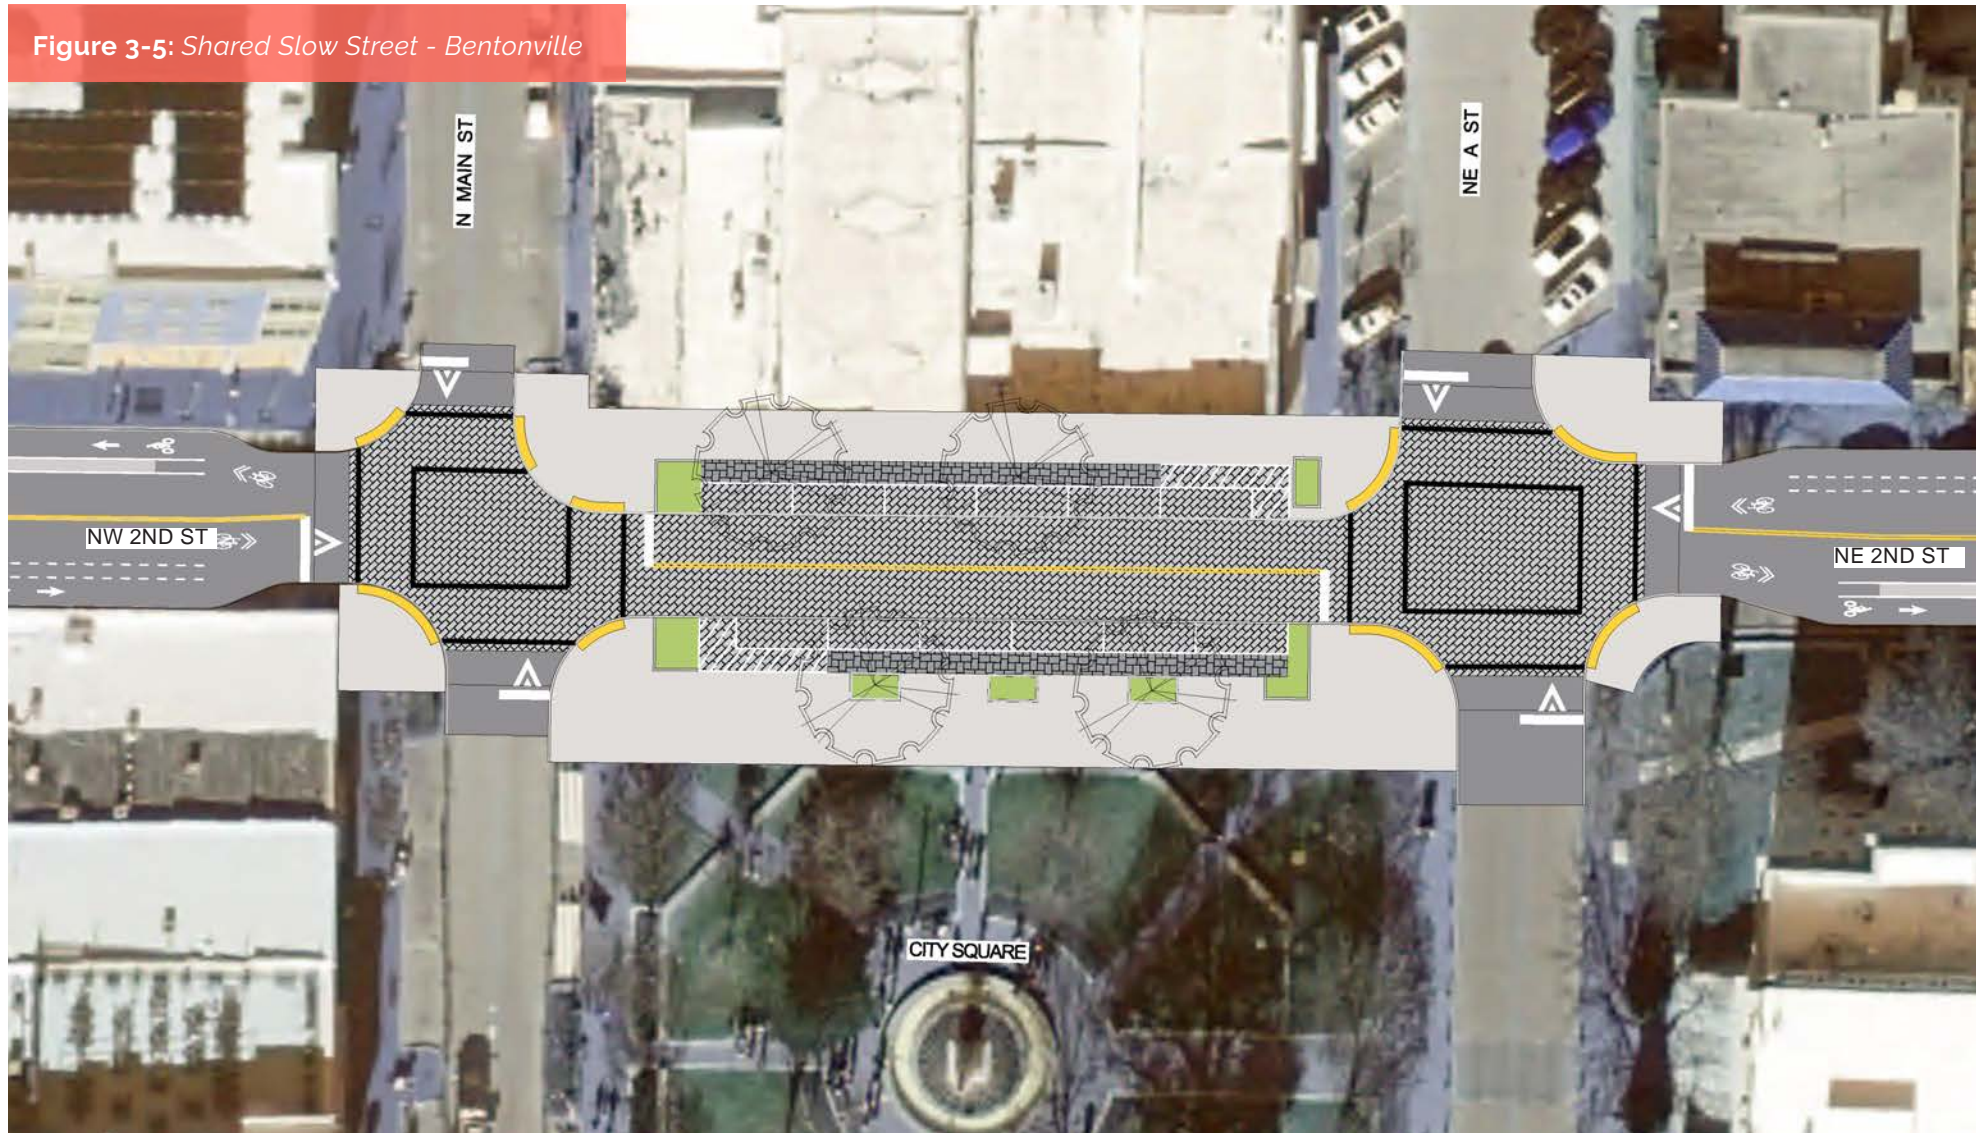 Figure 3-5: Shared Slow Street - Bentonville
N MAIN ST
NE A ST
NW 2ND ST
NE 2ND ST
CITY SQUARE